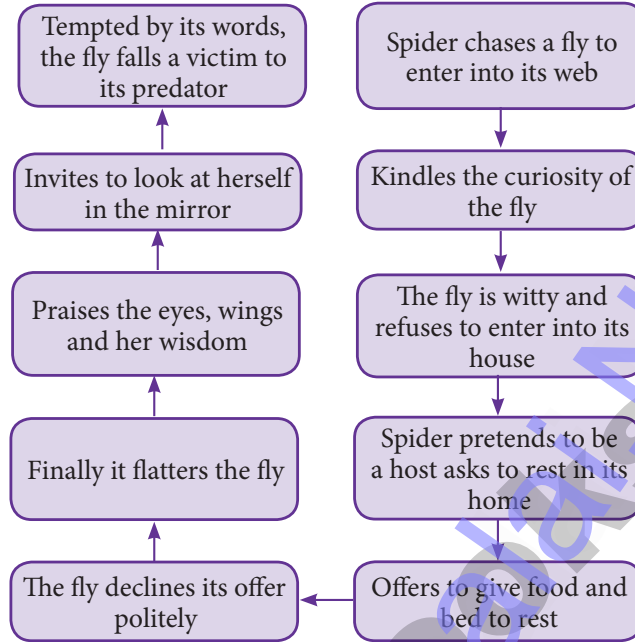 Spider chases a fly to
enter into its web
Kindles the curiosity of
the fly
The fly is witty and
refuses to enter into its
house
Spider pretends to be
a host asks to rest in its
home
Offers to give food and
bed to rest
The fly declines its offer
politely
Finally it flatters the fly
Praises the eyes, wings
and her wisdom
Invites to look at herself
in the mirror
Tempted by its words,
the fly falls a victim to
its predator